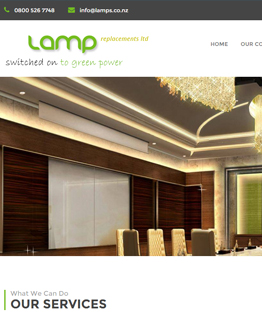 0800 526 7748 info@lamps.co.nz
Lamp replacements ltd
switched on to green power
HOME OUR CO
What We Can Do
OUR SERVICES